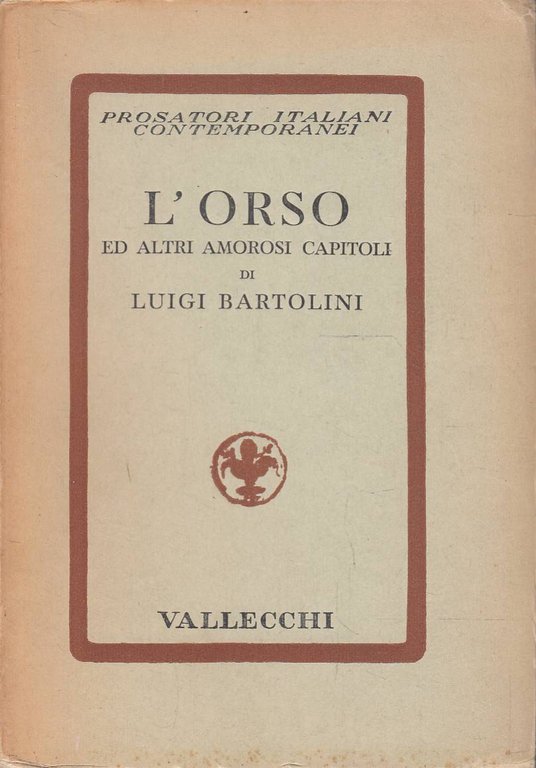 PROSATORI ITALIANI
CONTEMPORANEI
L'ORSO
ED ALTRI AMOROSI CAPITOLI
DI
LUIGI BARTOLINI
VALLECCHI